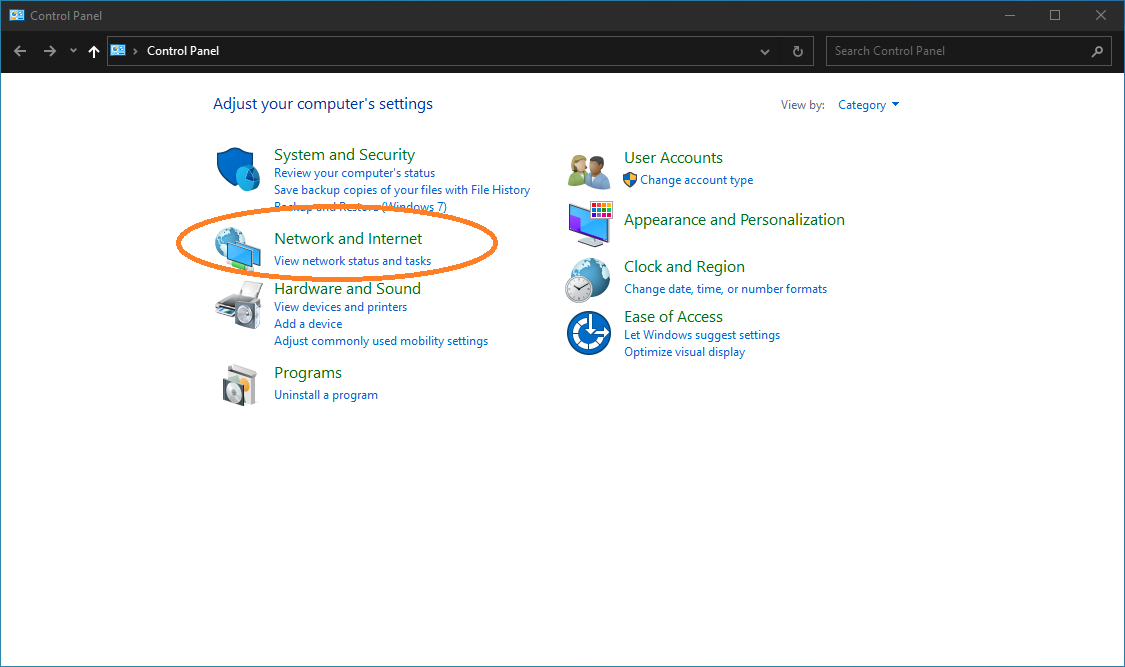 Control Panel
Control Panel
Search Control Panel
Adjust your computer's settings
View by: Category
System and Security
Review your computer's status
Save backup copies of your files with File History
Backup and Restore (Windows 7)
Network and Internet
View network status and tasks
Hardware and Sound
View devices and printers
Add a device
Adjust commonly used mobility settings
Programs
Uninstall a program
User Accounts
Change account type
Appearance and Personalization
Clock and Region
Change date, time, or number formats
Ease of Access
Let Windows suggest settings
Optimize visual display